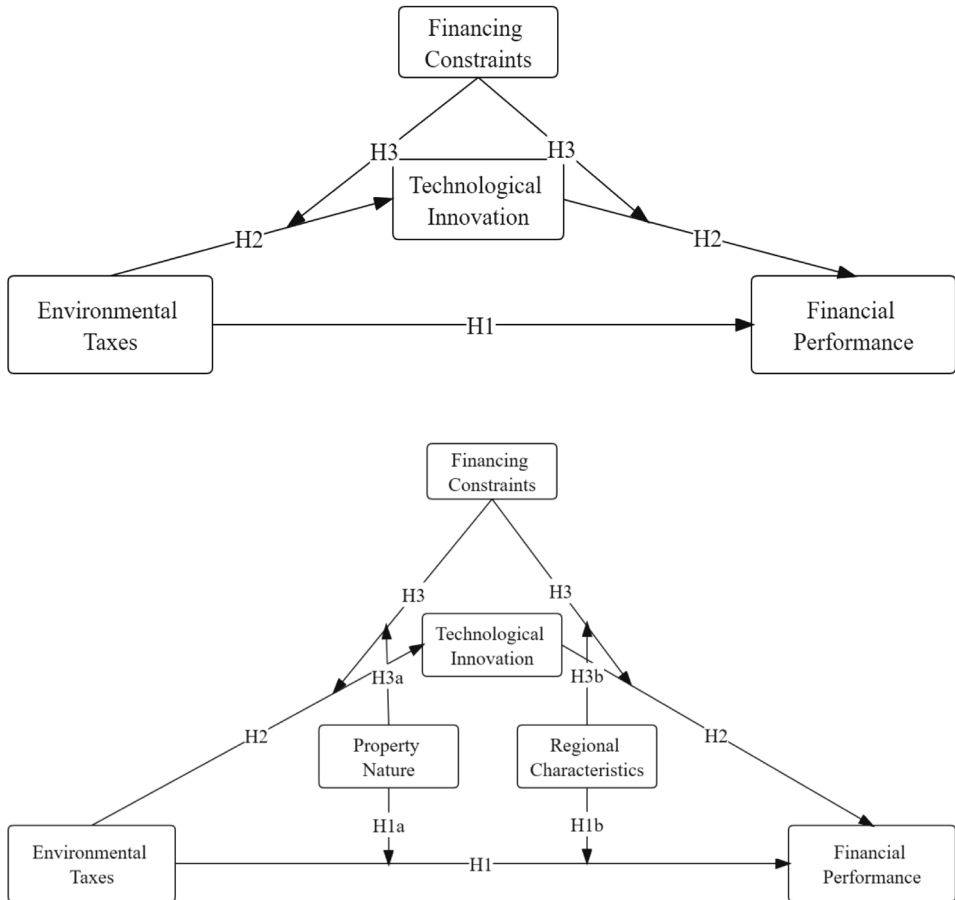 Financing
Constraints
H3
H3
Technological
Innovation
H2
H2
Environmental
Taxes
H1
Financial
Performance
Financing
Constraints
H3
H3
Technological
Innovation
H3a
H3b
H2
H2
Property
Nature
Regional
Characteristics
H1a
H1b
Environmental
Taxes
H1
Financial
Performance